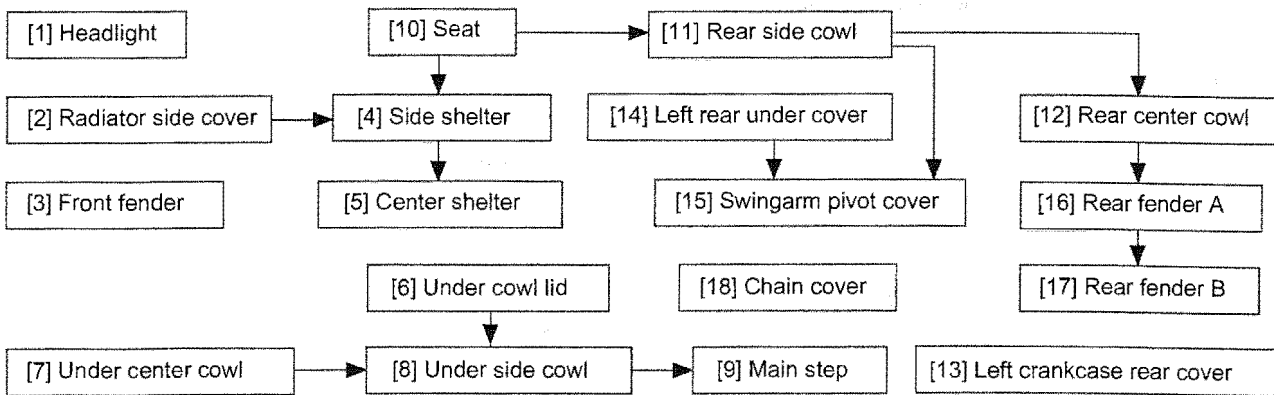 [1] Headlight
[10] Seat
[11] Rear side cowl
[2] Radiator side cover
[4] Side shelter
[14] Left rear under cover
[12] Rear center cowl
[3] Front fender
[5] Center shelter
[15] Swingarm pivot cover
[16] Rear fender A
[6] Under cowl lid
[18] Chain cover
[17] Rear fender B
[7] Under center cowl
[8] Under side cowl
[9] Main step
[13] Left crankcase rear cover